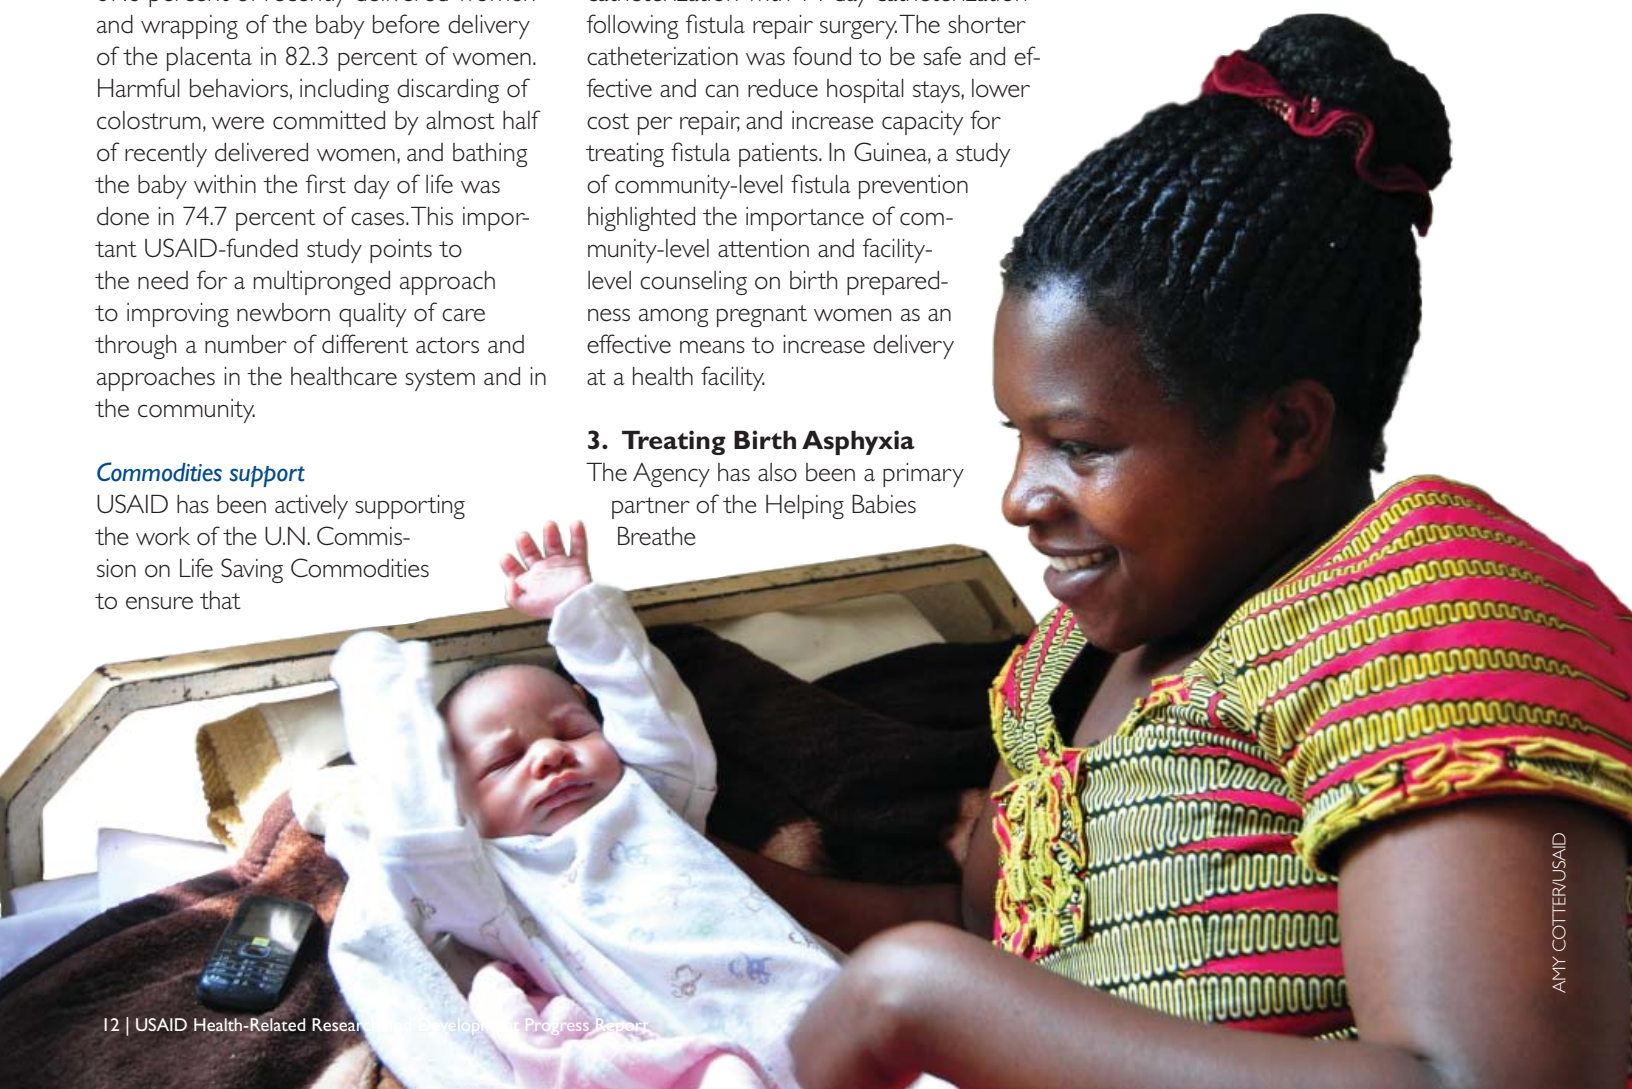 and wrapping of the baby before delivery
of the placenta in 82.3 percent of women.
Harmful behaviors, including discarding of
colostrum, were committed by almost half
of recently delivered women, and bathing
the baby within the first day of life was
done in 74.7 percent of cases. This impor-
tant USAID-funded study points to
the need for a multipronged approach
to improving newborn quality of care
through a number of different actors and
approaches in the healthcare system and in
the community.
Commodities support
USAID has been actively supporting
the work of the U.N. Commis-
sion on Life Saving Commodities
to ensure that
following fistula repair surgery. The shorter
catheterization was found to be safe and ef-
fective and can reduce hospital stays, lower
cost per repair, and increase capacity for
treating fistula patients. In Guinea, a study
of community-level fistula prevention
highlighted the importance of com-
munity-level attention and facility-
level counseling on birth prepared-
ness among pregnant women as an
effective means to increase delivery
at a health facility.
3. Treating Birth Asphyxia
The Agency has also been a primary
partner of the Helping Babies
Breathe
AMY COTTER/USAID
12 | USAID Health-Related Research and Development Progress Report